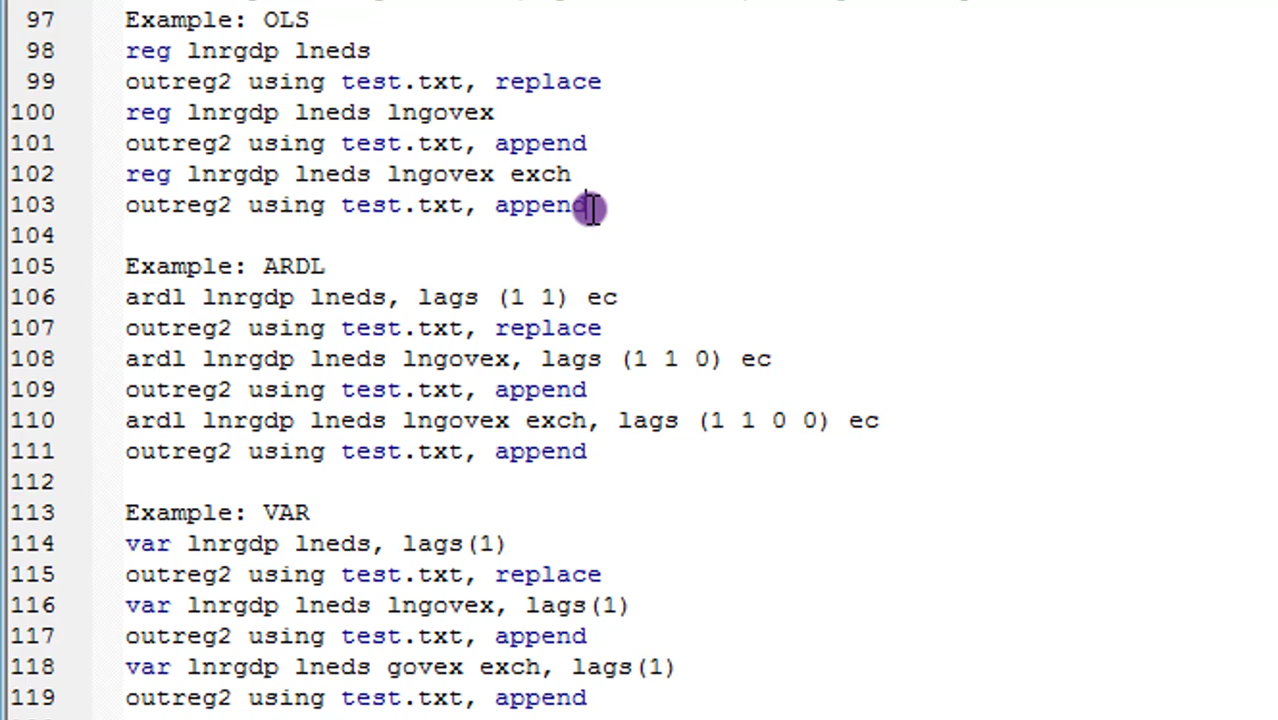 97 Example: OLS
98 reg lnrgdp lneds
99 outreg2 using test.txt, replace
100 reg lnrgdp lneds lngovex
101 outreg2 using test.txt, append
102 reg lnrgdp lneds lngovex exch
103 outreg2 using test.txt, append
104
105 Example: ARDL
106 ardl lnrgdp lneds, lags (1 1) ec
107 outreg2 using test.txt, replace
108 ardl lnrgdp lneds lngovex, lags (1 1 0) ec
109 outreg2 using test.txt, append
110 ardl lnrgdp lneds lngovex exch, lags (1 1 0 0) ec
111 outreg2 using test.txt, append
112
113 Example: VAR
114 var lnrgdp lneds, lags(1)
115 outreg2 using test.txt, replace
116 var lnrgdp lneds lngovex, lags(1)
117 outreg2 using test.txt, append
118 var lnrgdp lneds govex exch, lags(1)
119 outreg2 using test.txt, append